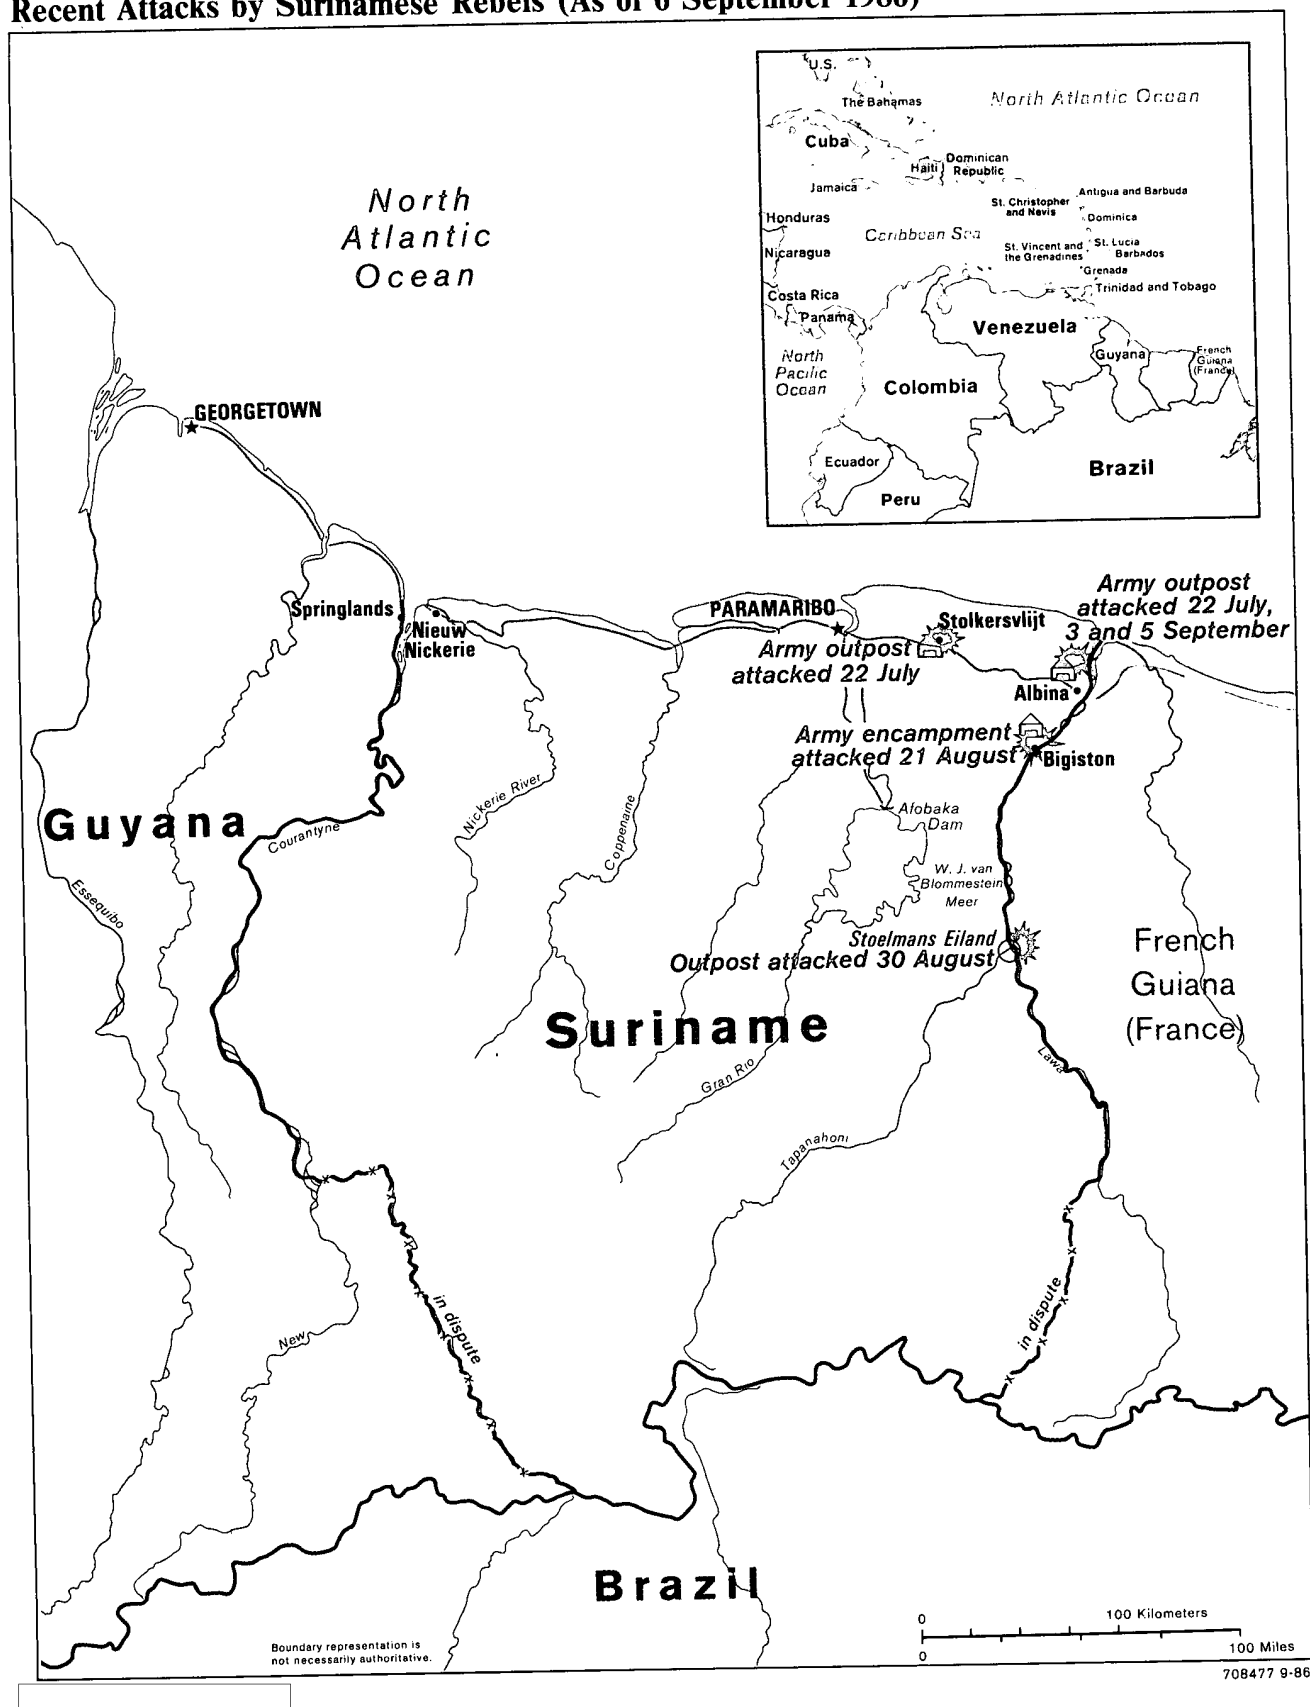 Recent Attacks by Surinamese Rebels (As of 6 September 1986)
U.S.
The Bahamas
North Atlantic Ocean
Cuba
Haiti
Dominican
Republic
Jamaica
St. Christopher
and Nevis
Antigua and Barbuda
Honduras
Dominica
Caribbean Sea
Nicaragua
St. Vincent and
the Grenadines
St. Lucia
Barbados
Grenada
Costa Rica
Trinidad and Tobago
Panama
Venezuela
North
Pacific
Ocean
Guyana
French
Guiana
(France)
Colombia
Ecuador
Brazil
Peru
North
Atlantic
Ocean
GEORGETOWN
Springlands
Nieuw
Nickerie
PARAMARIBO
Stolkersvlijt
Army outpost
attacked 22 July,
3 and 5 September
Army outpost
attacked 22 July
Albina
Army encampment
attacked 21 August
Bigiston
Guyana
Courantyne
Nickerie River
Coppename
Afobaka
Dam
W. J. van
Blommestein
Meer
Essequibo
Stoelmans Eiland
Outpost attacked 30 August
French
Guiana
(France)
Suriname
Lawa
Gran Rio
Tapanahoni
in dispute
in dispute
New
Brazil
Boundary representation is
not necessarily authoritative.
0 100 Kilometers
0 100 Miles
708477 9-86